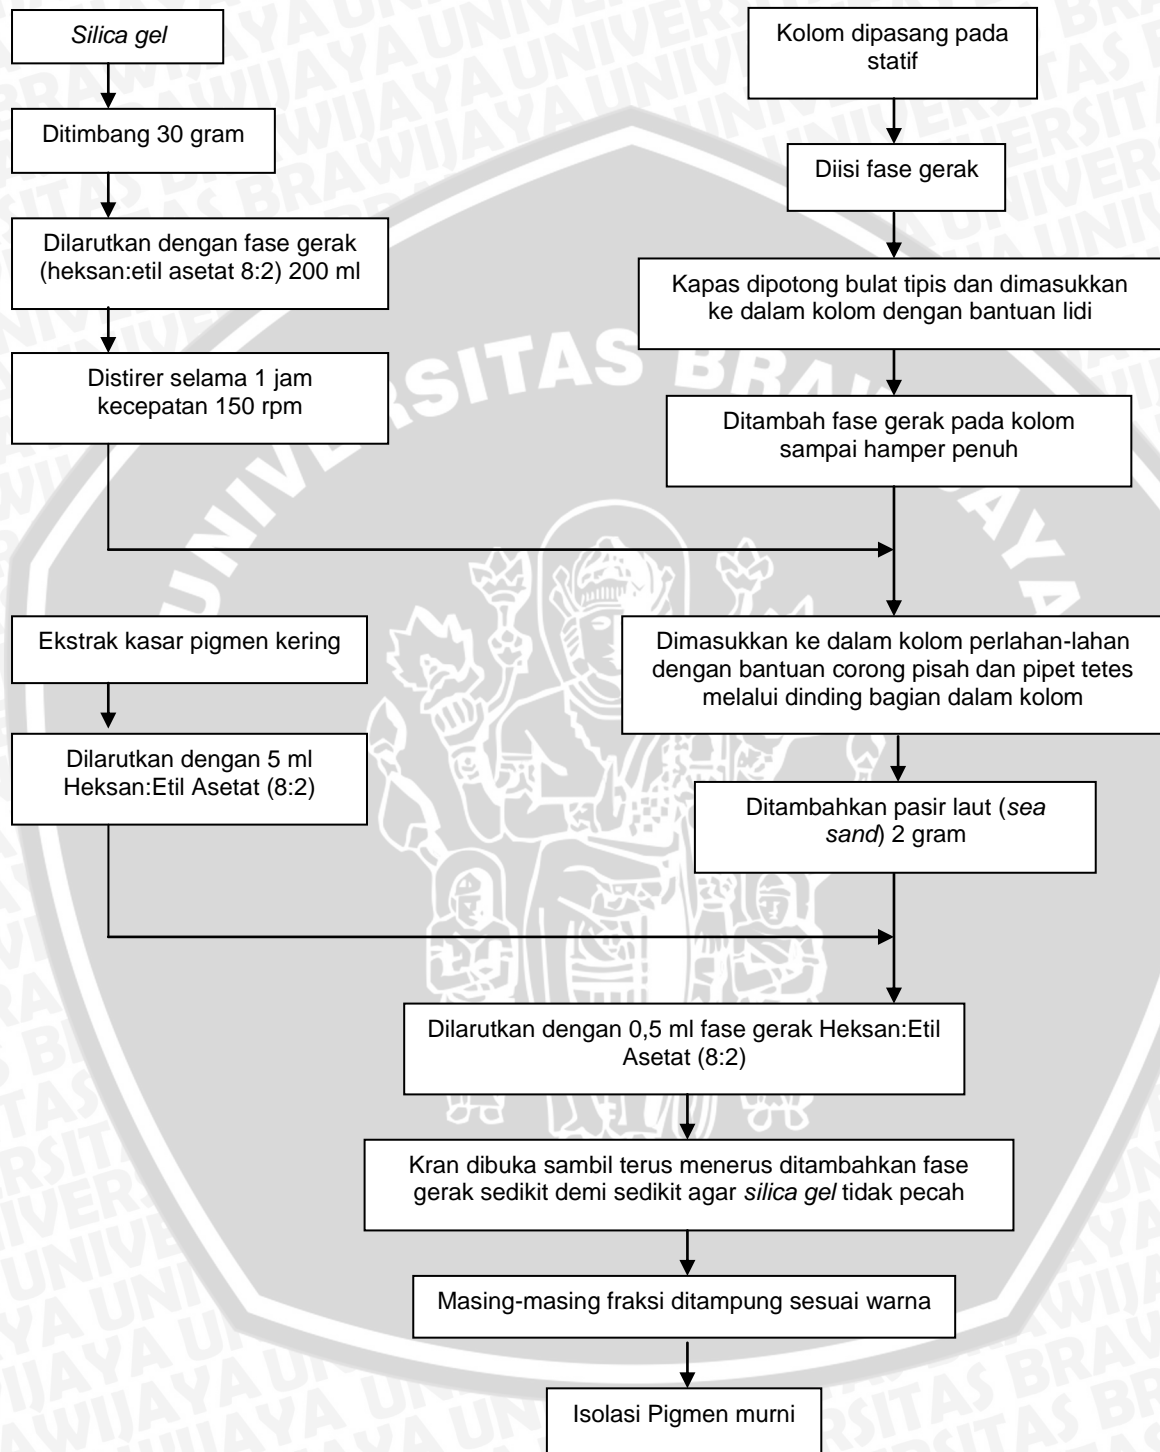 Silica gel
Ditimbang 30 gram
Dilarutkan dengan fase gerak
(heksan:etil asetat 8:2) 200 ml
Distirer selama 1 jam
kecepatan 150 rpm
Kolom dipasang pada
statif
Diisi fase gerak
Kapas dipotong bulat tipis dan dimasukkan
ke dalam kolom dengan bantuan lidi
Ditambah fase gerak pada kolom
sampai hamper penuh
Dimasukkan ke dalam kolom perlahan-lahan
dengan bantuan corong pisah dan pipet tetes
melalui dinding bagian dalam kolom
Ditambahkan pasir laut (sea
sand) 2 gram
Ekstrak kasar pigmen kering
Dilarutkan dengan 5 ml
Heksan:Etil Asetat (8:2)
Dilarutkan dengan 0,5 ml fase gerak Heksan:Etil
Asetat (8:2)
Kran dibuka sambil terus menerus ditambahkan fase
gerak sedikit demi sedikit agar silica gel tidak pecah
Masing-masing fraksi ditampung sesuai warna
Isolasi Pigmen murni
UNIVERSITAS BRAWIJAYA